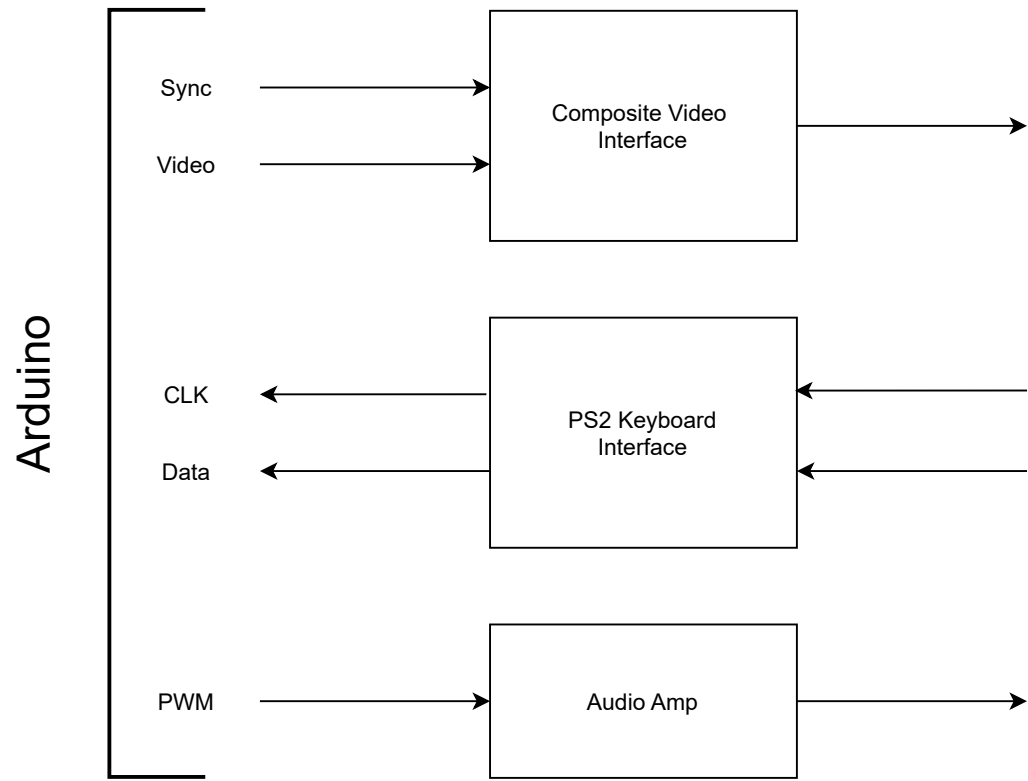 Arduino
Sync
Video
Composite Video
Interface
CLK
Data
PS2 Keyboard
Interface
PWM
Audio Amp